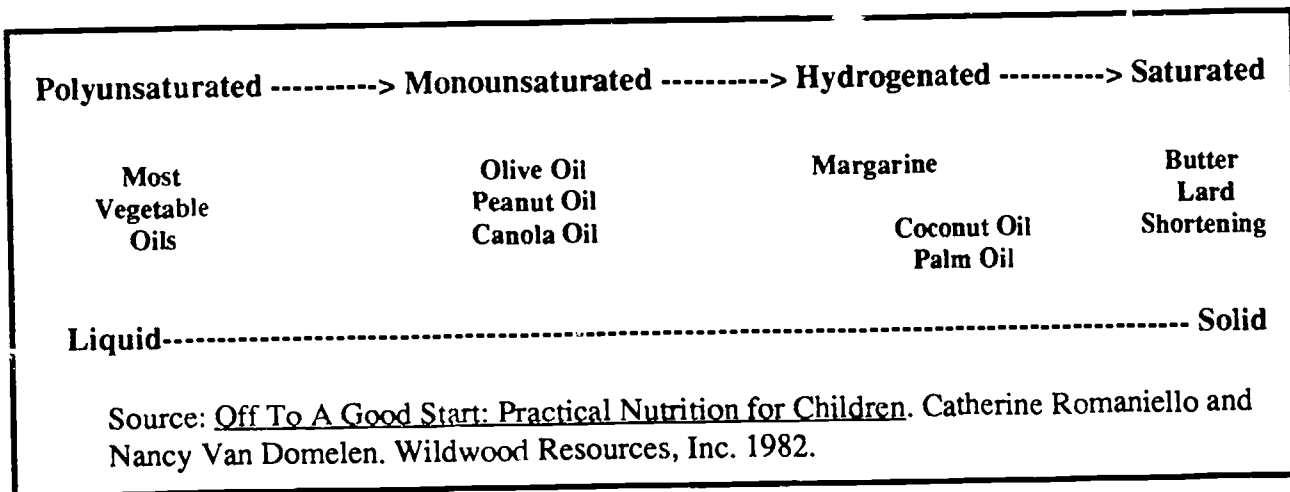 Polyunsaturated ----------> Monounsaturated ----------> Hydrogenated ----------> Saturated
Most
Vegetable
Oils
Olive Oil
Peanut Oil
Canola Oil
Margarine
Coconut Oil
Palm Oil
Butter
Lard
Shortening
Liquid---------------------------------------------------------------------------------------------------- Solid
Source: Off To A Good Start: Practical Nutrition for Children. Catherine Romaniello and
Nancy Van Domelen. Wildwood Resources, Inc. 1982.